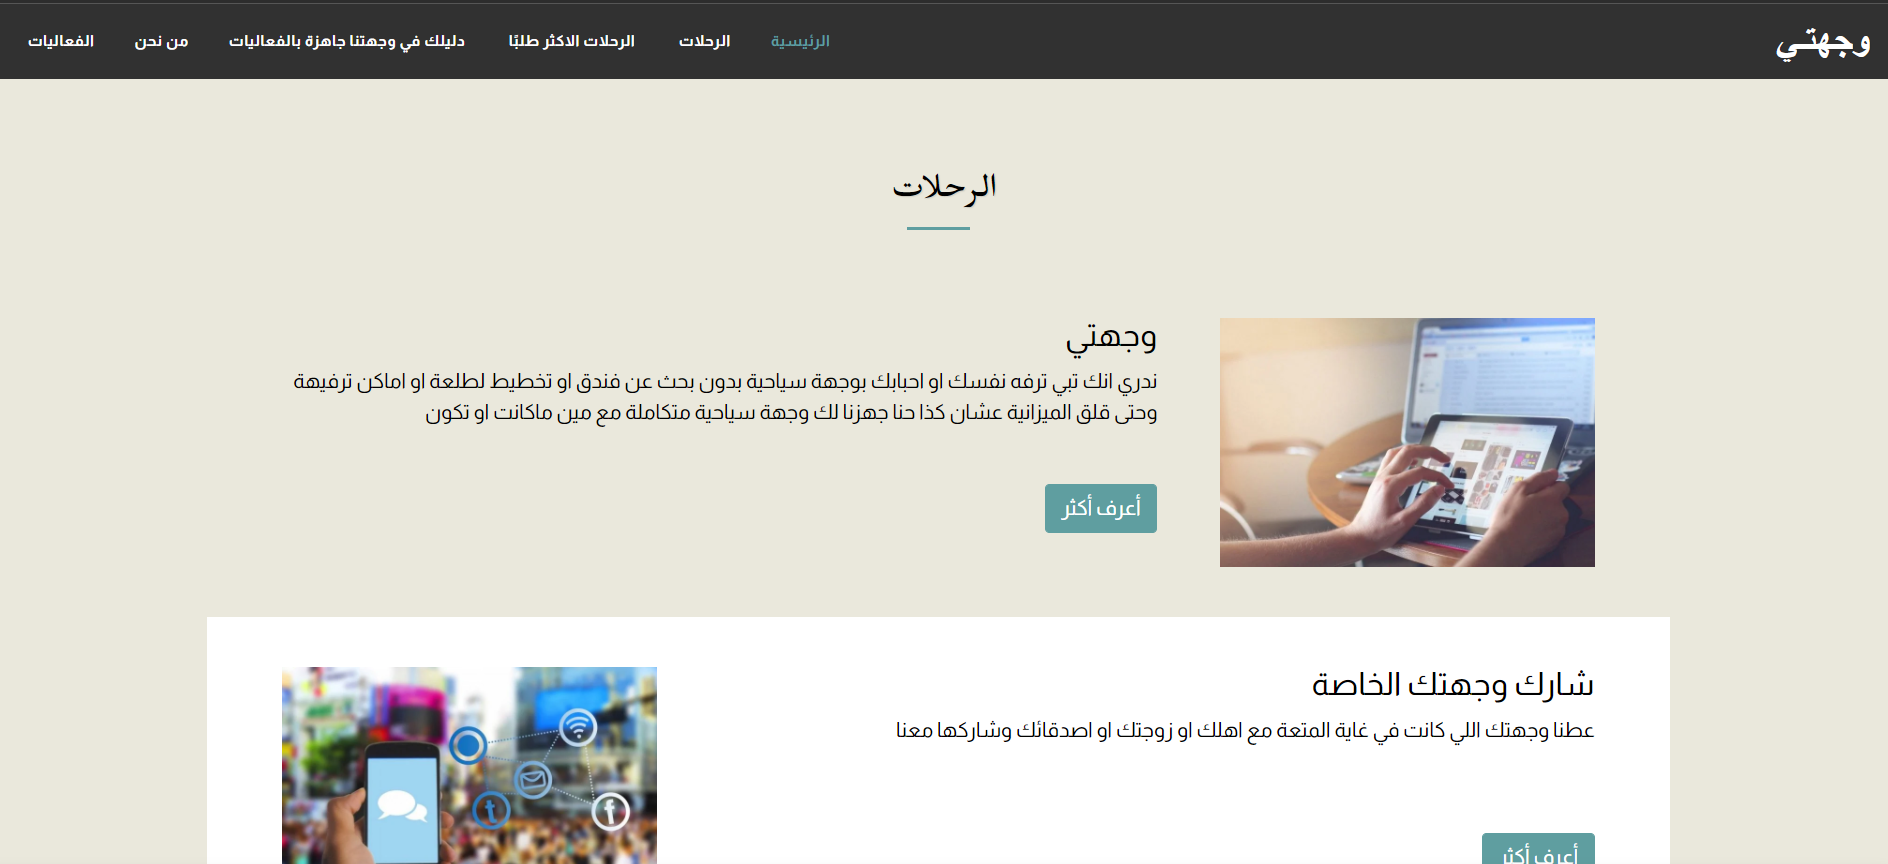 وجهتي
الرئيسية
الرحلات
الرحلات الاكثر طلبًا
دليلك في وجهتنا جاهزة بالفعاليات
من نحن
الفعاليات
الرحلات
وجهتي
ندري انك تبي ترفه نفسك او احبابك بوجهة سياحية بدون بحث عن فندق او تخطيط لطلعة او اماكن ترفيهة
وحتى قلق الميزانية عشان كذا حنا جهزنا لك وجهة سياحية متكاملة مع مين ماكانت او تكون
أعرف أكثر
شارك وجهتك الخاصة
عطنا وجهتك اللي كانت في غاية المتعة مع اهلك او زوجتك او اصدقائك وشاركها معنا
أعرف أكثر